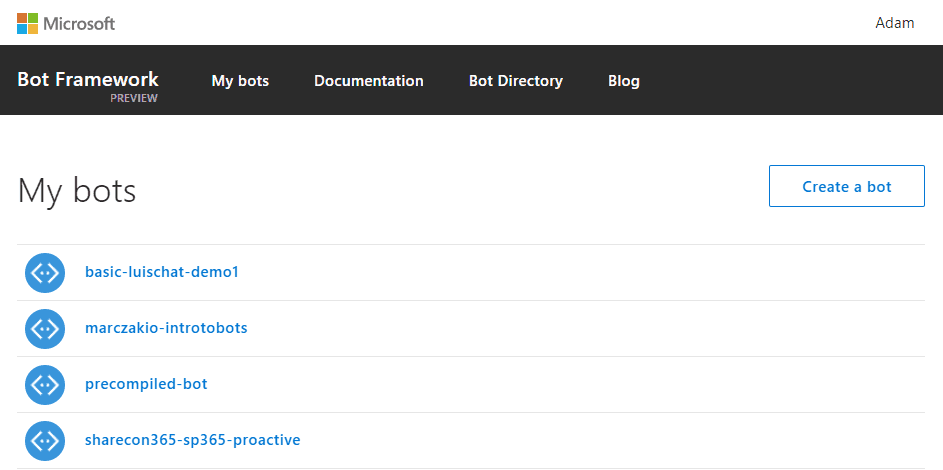 Microsoft
Adam
Bot Framework
PREVIEW
My bots
Documentation
Bot Directory
Blog
My bots
Create a bot
basic-luischat-demo1
marczakio-introtobots
precompiled-bot
sharecon365-sp365-proactive